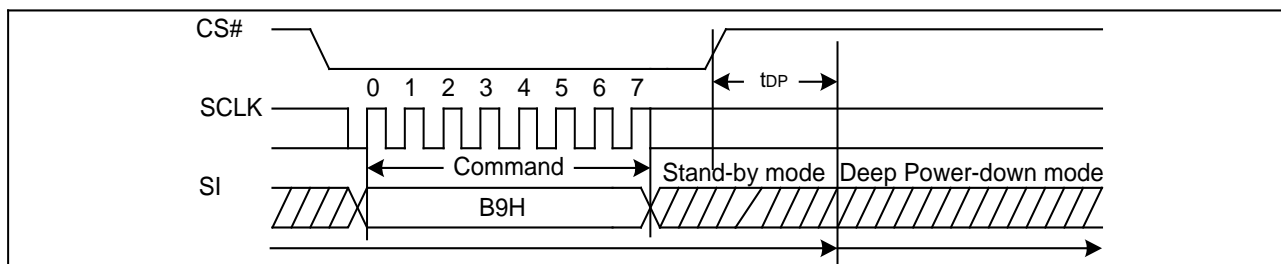 CS#
tDP
0 1 2 3 4 5 6 7
SCLK
Command
Stand-by mode Deep Power-down mode
SI
B9H